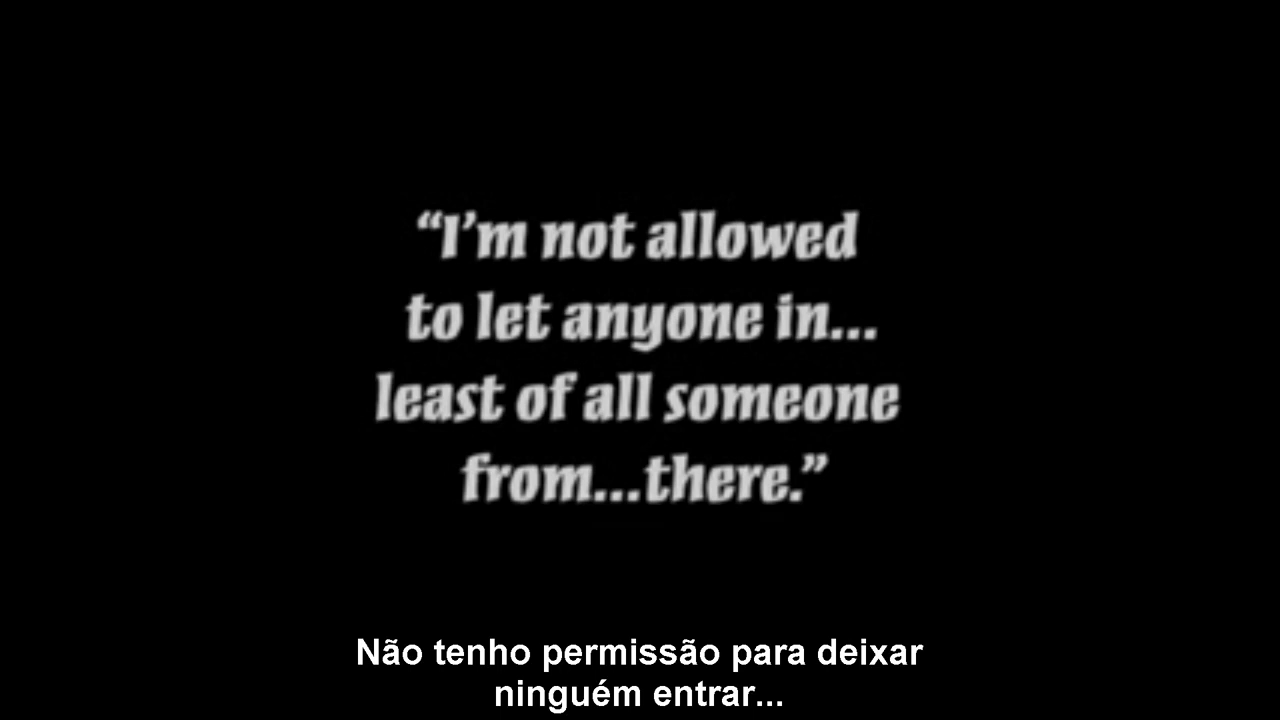 “I’m not allowed
to let anyone in...
least of all someone
from...there.”
Não tenho permissão para deixar
ninguém entrar...